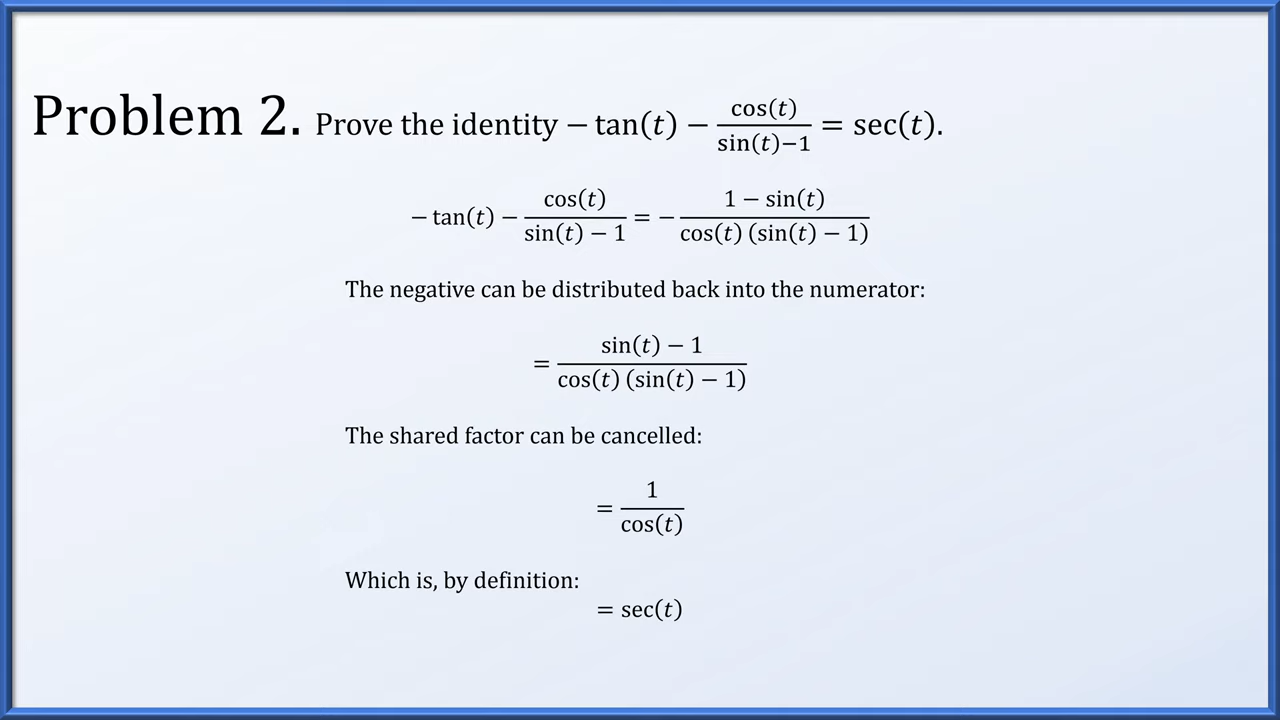 Problem 2. Prove the identity − tan(t) − cos(t)/(sin(t)−1) = sec(t).
− tan(t) − cos(t)/(sin(t) − 1) = − (1 − sin(t))/(cos(t) (sin(t) − 1))
The negative can be distributed back into the numerator:
= (sin(t) − 1)/(cos(t) (sin(t) − 1))
The shared factor can be cancelled:
= 1/cos(t)
Which is, by definition:
= sec(t)